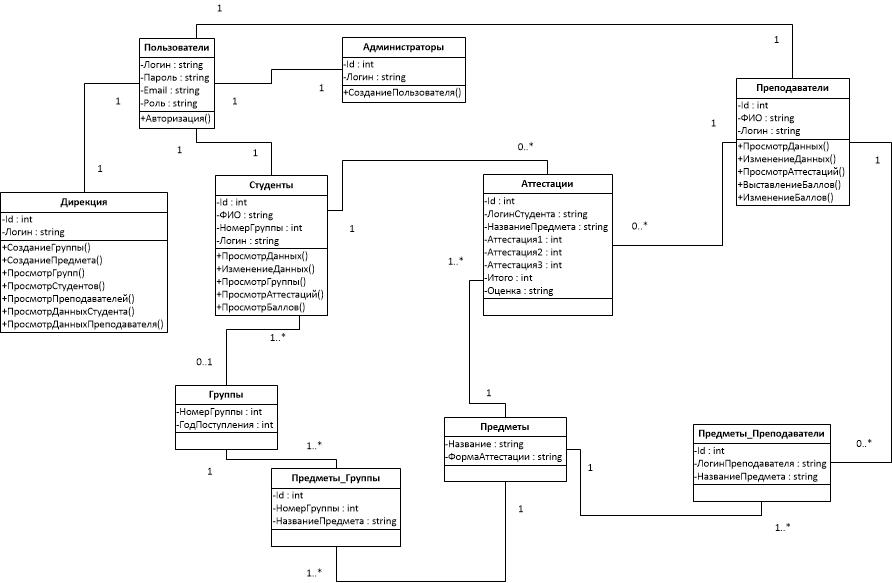 1
1
Пользователи
-Логин : string
-Пароль : string
-Email : string
-Роль : string
+Авторизация()
1
1
1
Администраторы
-Id : int
-Логин : string
+СозданиеПользователя()
1
Преподаватели
-Id : int
-ФИО : string
-Логин : string
+ПросмотрДанных()
+ИзменениеДанных()
+ПросмотрАттестаций()
+ВыставлениеБаллов()
+ИзменениеБаллов()
1
1
1
Дирекция
-Id : int
-Логин : string
+СозданиеГруппы()
+СозданиеПредмета()
+ПросмотрГрупп()
+ПросмотрСтудентов()
+ПросмотрПреподавателей()
+ПросмотрДанныхСтудента()
+ПросмотрДанныхПреподавателя()
1
Студенты
-Id : int
-ФИО : string
-НомерГруппы : int
-Логин : string
+ПросмотрДанных()
+ИзменениеДанных()
+ПросмотрГруппы()
+ПросмотрАттестаций()
+ПросмотрБаллов()
1
1..*
0..*
Аттестации
-Id : int
-ЛогинСтудента : string
-НазваниеПредмета : string
-Аттестация1 : int
-Аттестация2 : int
-Аттестация3 : int
-Итого : int
-Оценка : string
0..*
1..*
0..1
Группы
-НомерГруппы : int
-ГодПоступления : int
1
1..*
Предметы_Группы
-Id : int
-НомерГруппы : int
-НазваниеПредмета : string
1..*
1
Предметы
-Название : string
-ФормаАттестации : string
1
1
Предметы_Преподаватели
-Id : int
-ЛогинПреподавателя : string
-НазваниеПредмета : string
0..*
1..*